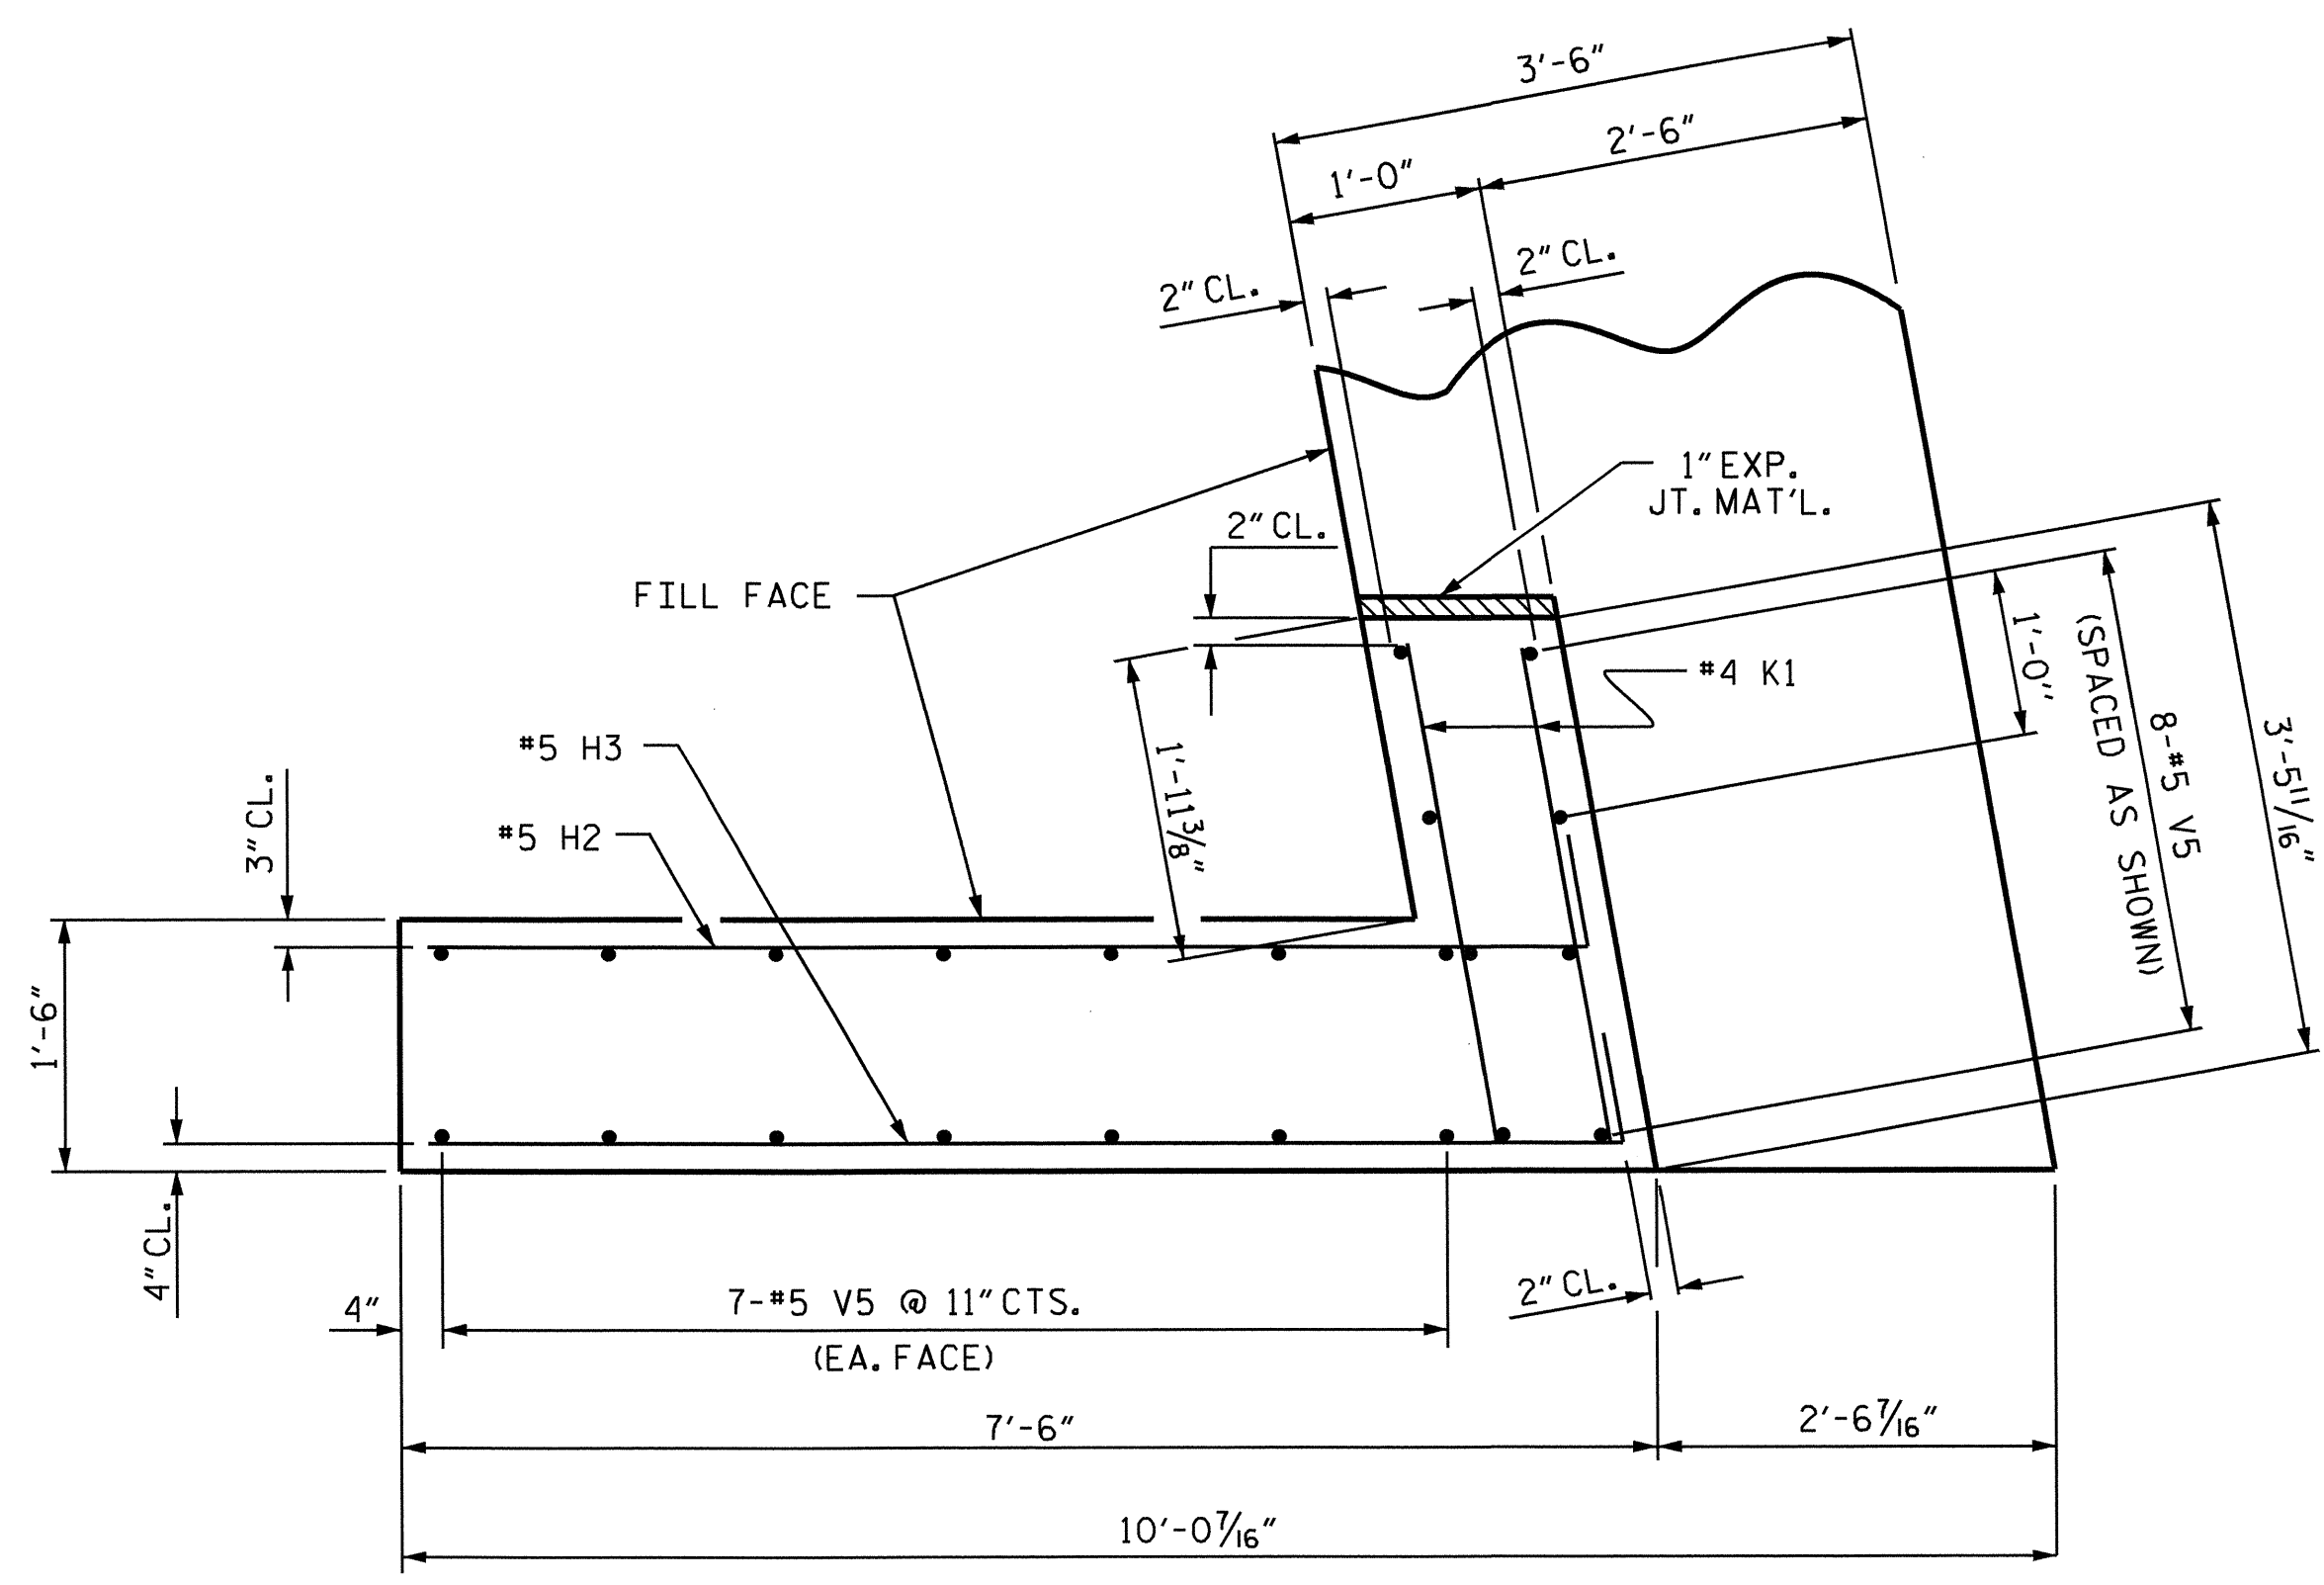 3'-6"
2'-6"
1'-0"
2" CL.
2" CL.
1" EXP.
JT. MAT'L.
2" CL.
FILL FACE
1'-0"
(SPACED AS SHOWN)
8-#5 V5
3'-5 11/16"
#4 K1
1'-11 3/8"
#5 H3
#5 H2
3" CL.
1'-6"
4" CL.
4"
7-#5 V5 @ 11" CTS.
(EA. FACE)
2" CL.
7'-6"
2'-6 7/16"
10'-0 7/16"